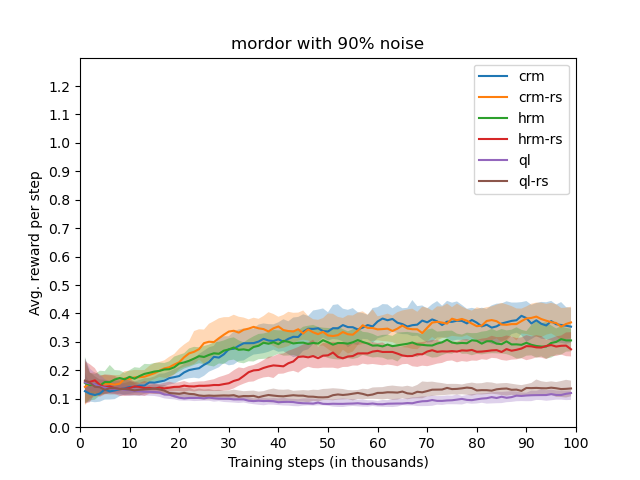 mordor with 90% noise
Avg. reward per step
1.2
1.1
1.0
0.9
0.8
0.7
0.6
0.5
0.4
0.3
0.2
0.1
0.0
crm
crm-rs
hrm
hrm-rs
ql
ql-rs
0 10 20 30 40 50 60 70 80 90 100
Training steps (in thousands)